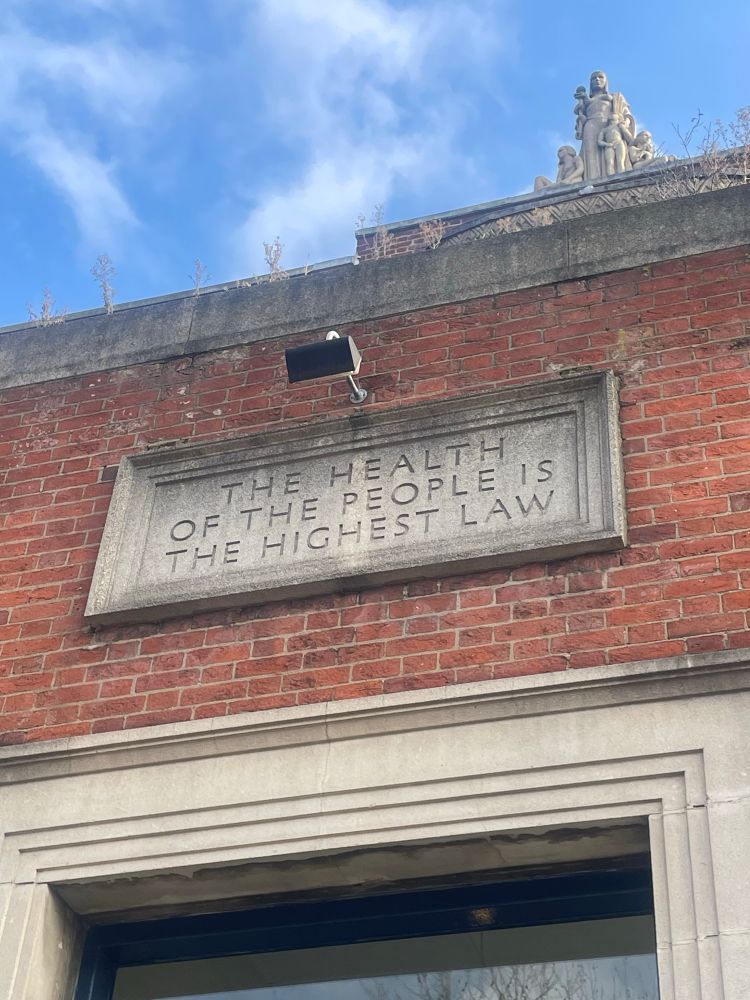 THE HEALTH
OF THE PEOPLE IS
THE HIGHEST LAW